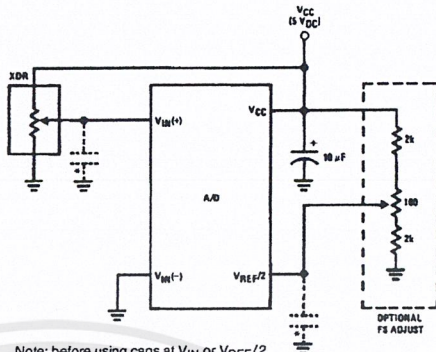 VCC
(5 VDC)
XDR
VIN(+)
VCC
2k
+
10 µF
*
100
A/D
2k
VIN(–)
VREF/2
*
OPTIONAL
FS ADJUST
Note: before using caps at VIN or VREF/2,